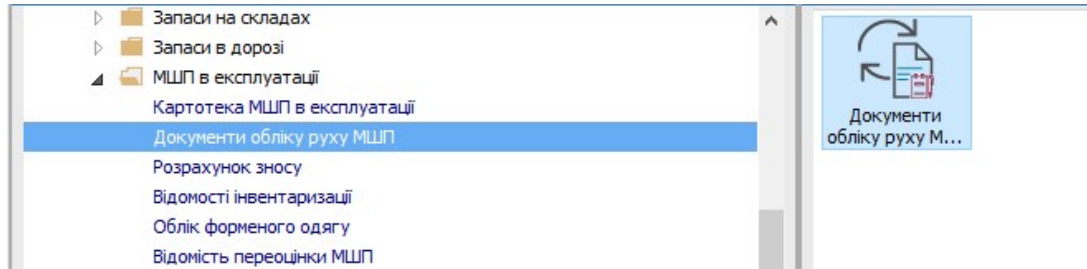 Запаси на складах
Запаси в дорозі
МШП в експлуатації
Картотека МШП в експлуатації
Документи обліку руху МШП
Розрахунок зносу
Відомості інвентаризації
Облік форменого одягу
Відомість переоцінки МШП
Документи
обліку руху М...